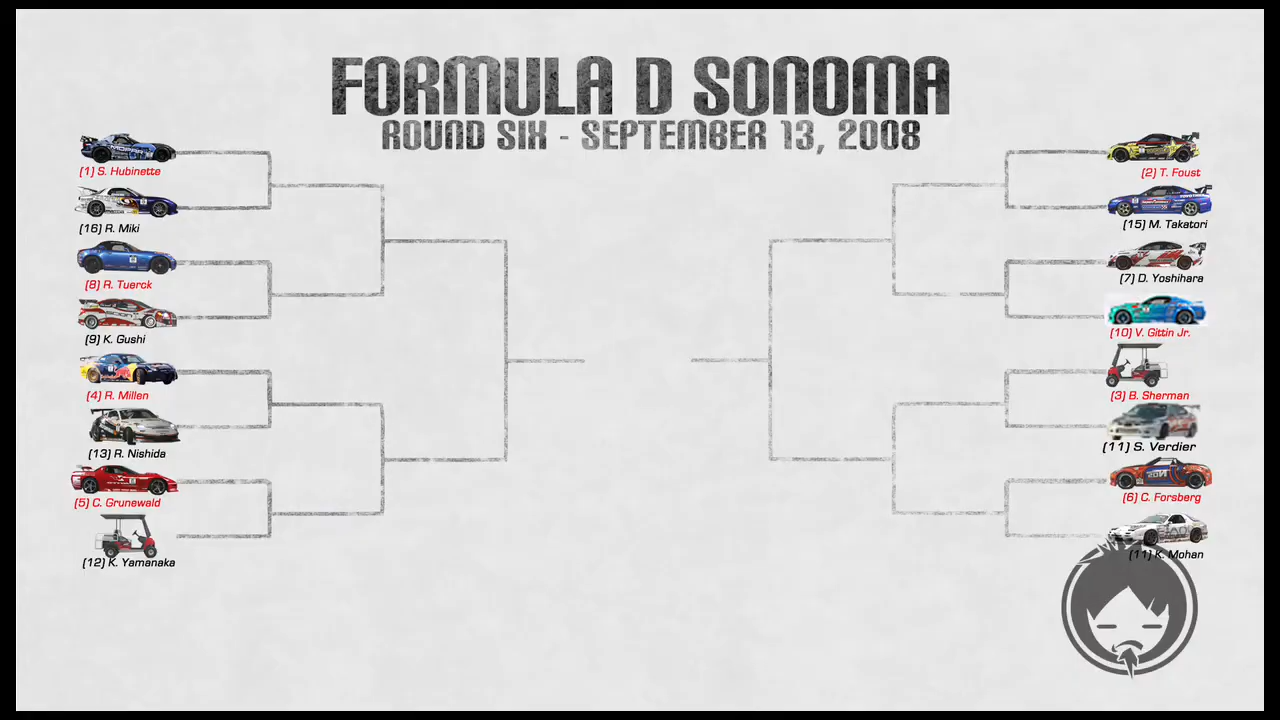 FORMULA D SONOMA
ROUND SIX - SEPTEMBER 13, 2008
(1) S. Hubinette
(16) R. Miki
(8) R. Tuerck
(9) K. Gushi
(4) R. Millen
(13) R. Nishida
(5) C. Grunewald
(12) K. Yamanaka
(2) T. Foust
(15) M. Takatori
(7) D. Yoshihara
(10) V. Gittin Jr.
(3) B. Sherman
(11) S. Verdier
(6) C. Forsberg
(11) K. Mohan